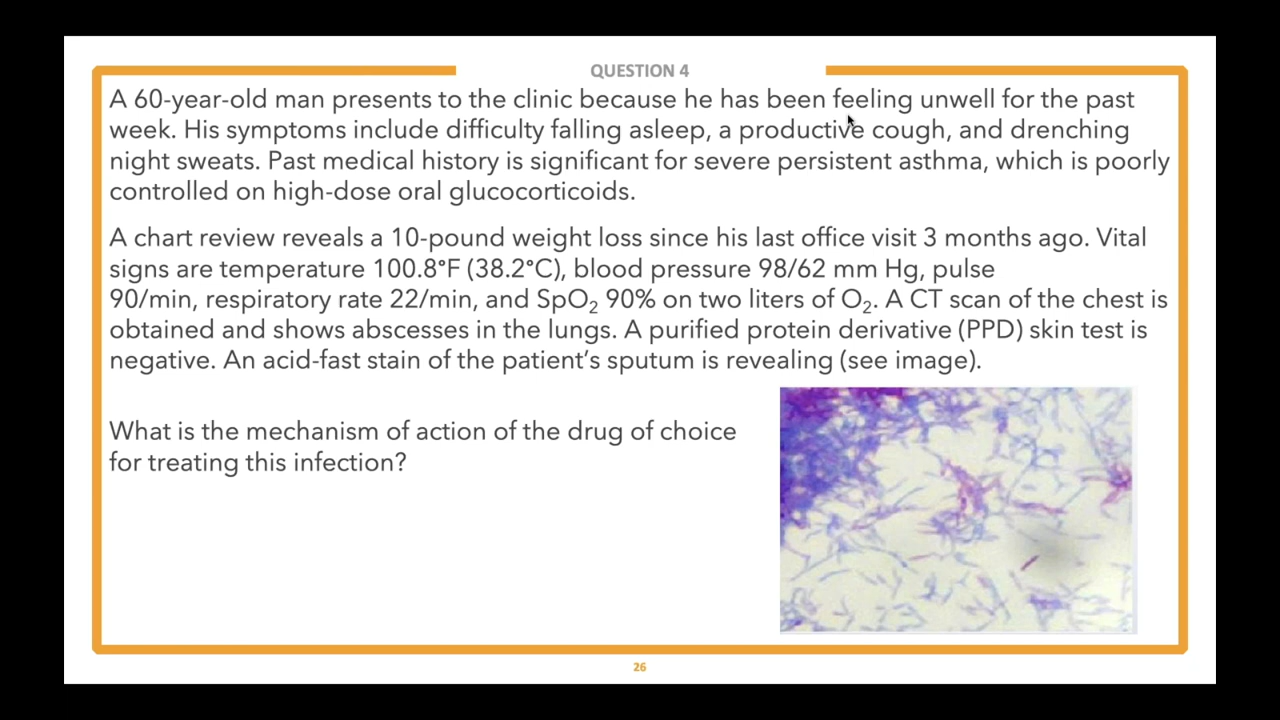 QUESTION 4
A 60-year-old man presents to the clinic because he has been feeling unwell for the past
week. His symptoms include difficulty falling asleep, a productive cough, and drenching
night sweats. Past medical history is significant for severe persistent asthma, which is poorly
controlled on high-dose oral glucocorticoids.
A chart review reveals a 10-pound weight loss since his last office visit 3 months ago. Vital
signs are temperature 100.8°F (38.2°C), blood pressure 98/62 mm Hg, pulse
90/min, respiratory rate 22/min, and SpO₂ 90% on two liters of O₂. A CT scan of the chest is
obtained and shows abscesses in the lungs. A purified protein derivative (PPD) skin test is
negative. An acid-fast stain of the patient’s sputum is revealing (see image).
What is the mechanism of action of the drug of choice
for treating this infection?
26